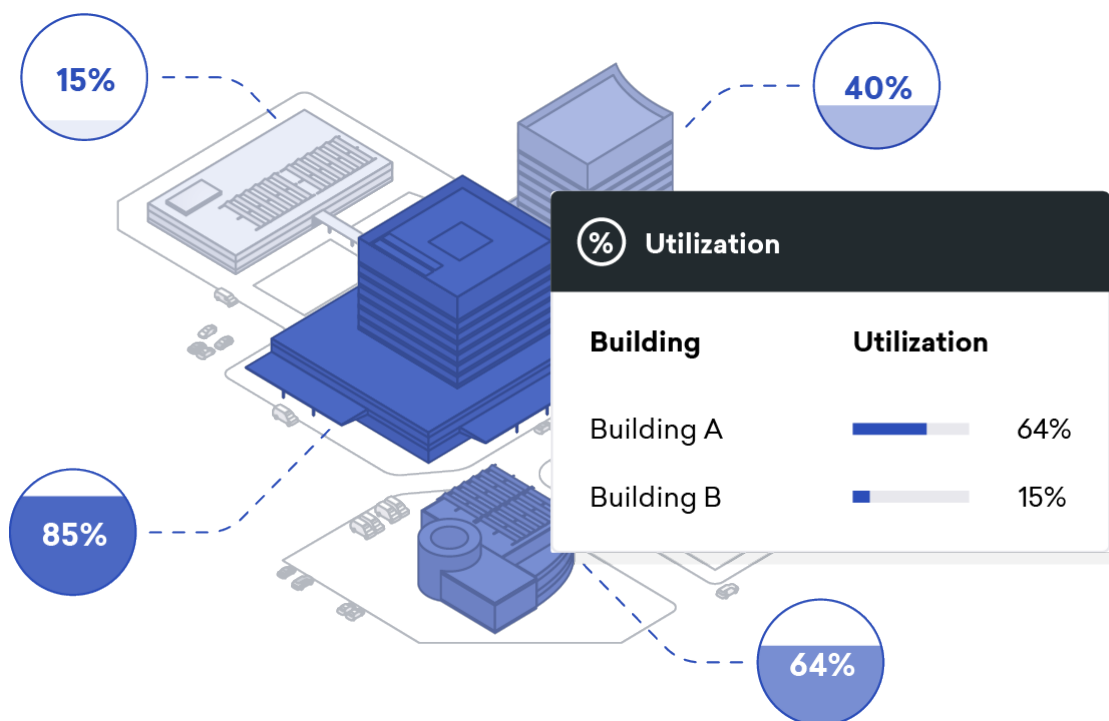 15%
40%
% Utilization
Building Utilization
Building A 64%
Building B 15%
85%
64%